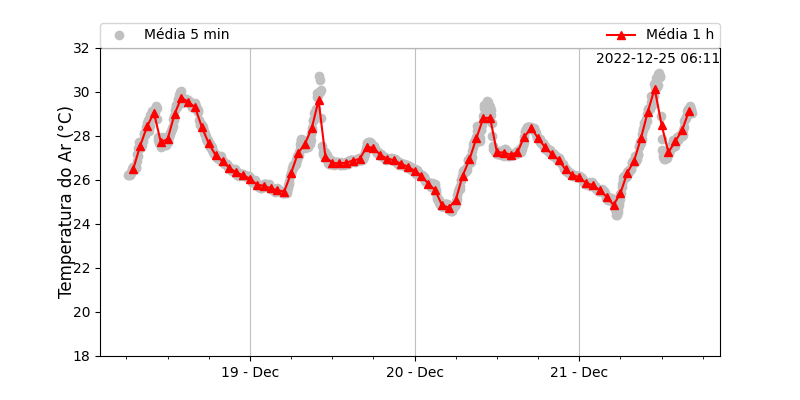 Média 5 min
Média 1 h
2022-12-25 06:11
Temperatura do Ar (°C)
32
30
28
26
24
22
20
18
19 - Dec
20 - Dec
21 - Dec